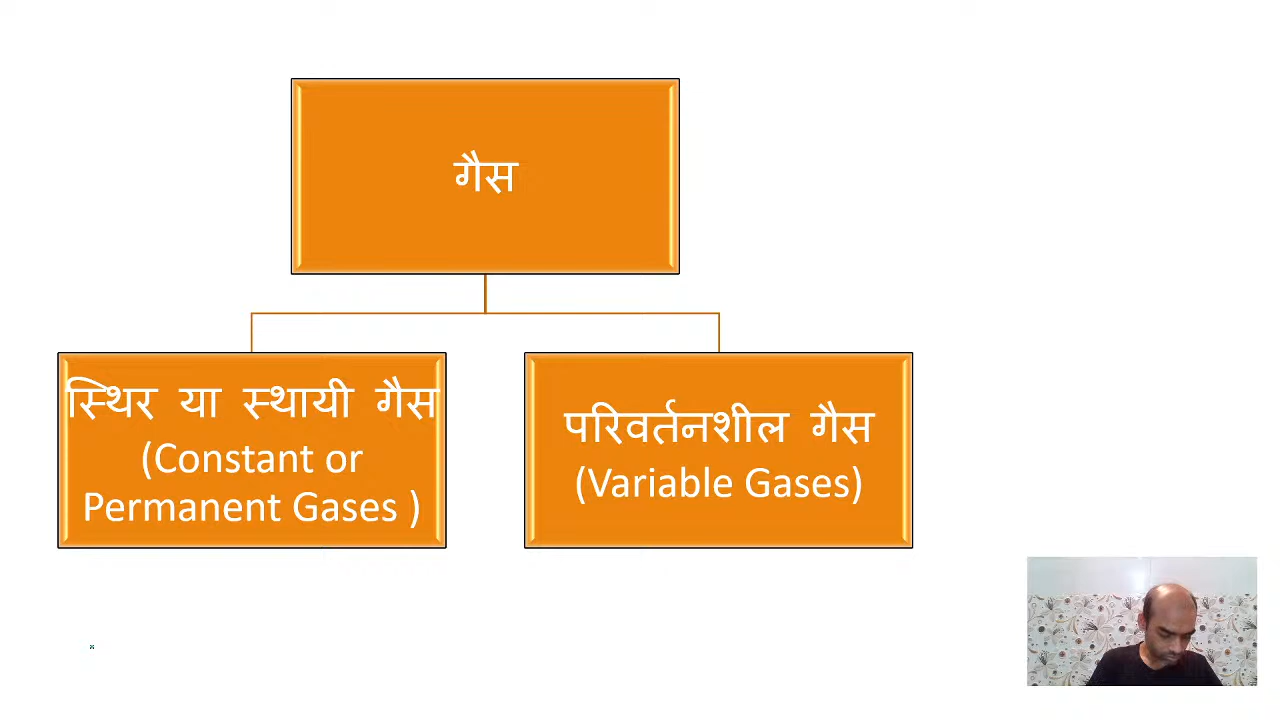 गैस
स्थिर या स्थायी गैस
(Constant or
Permanent Gases )
परिवर्तनशील गैस
(Variable Gases)